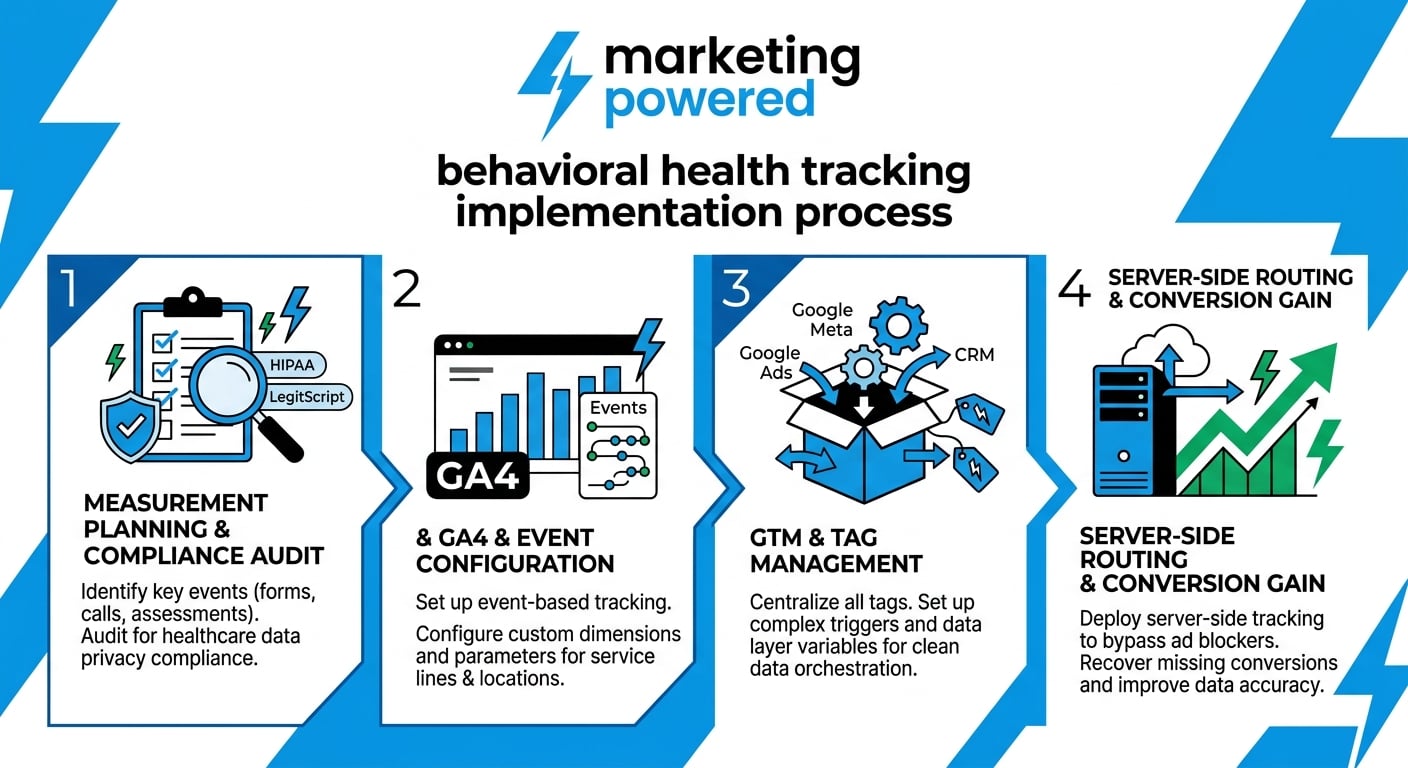 marketing
powered
behavioral health tracking
implementation process
1
HIPAA
LegitScript
MEASUREMENT
PLANNING &
COMPLIANCE AUDIT
Identify key events (forms,
calls, assessments).
Audit for healthcare data
privacy compliance.
2
Events
GA4
& GA4 & EVENT
CONFIGURATION
Set up event-based tracking.
Configure custom dimensions
and parameters for service
lines & locations.
3
Google
Meta
Google
Ads
CRM
GTM & TAG
MANAGEMENT
Centralize all tags. Set up
complex triggers and data
layer variables for clean
data orchestration.
4
SERVER-SIDE ROUTING
& CONVERSION GAIN
SERVER-SIDE
ROUTING
& CONVERSION GAIN
Deploy server-side tracking
to bypass ad blockers.
Recover missing conversions
and improve data accuracy.